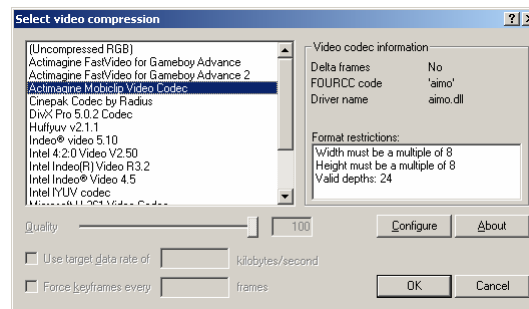 Select video compression
(Uncompressed RGB)
Actimagine FastVideo for Gameboy Advance
Actimagine FastVideo for Gameboy Advance 2
Actimagine Mobiclip Video Codec
Cinepak Codec by Radius
DivX Pro 5.0.2 Codec
Huffyuv v2.1.1
Indeo® video 5.10
Intel 4:2:0 Video V2.50
Intel Indeo(R) Video R3.2
Intel Indeo® Video 4.5
Intel IYUV codec
Video codec information
Delta frames No
FOURCC code 'aimo'
Driver name aimo.dll
Format restrictions:
Width must be a multiple of 8
Height must be a multiple of 8
Valid depths: 24
Quality 100
Configure About
Use target data rate of kilobytes/second
Force keyframes every frames
OK Cancel